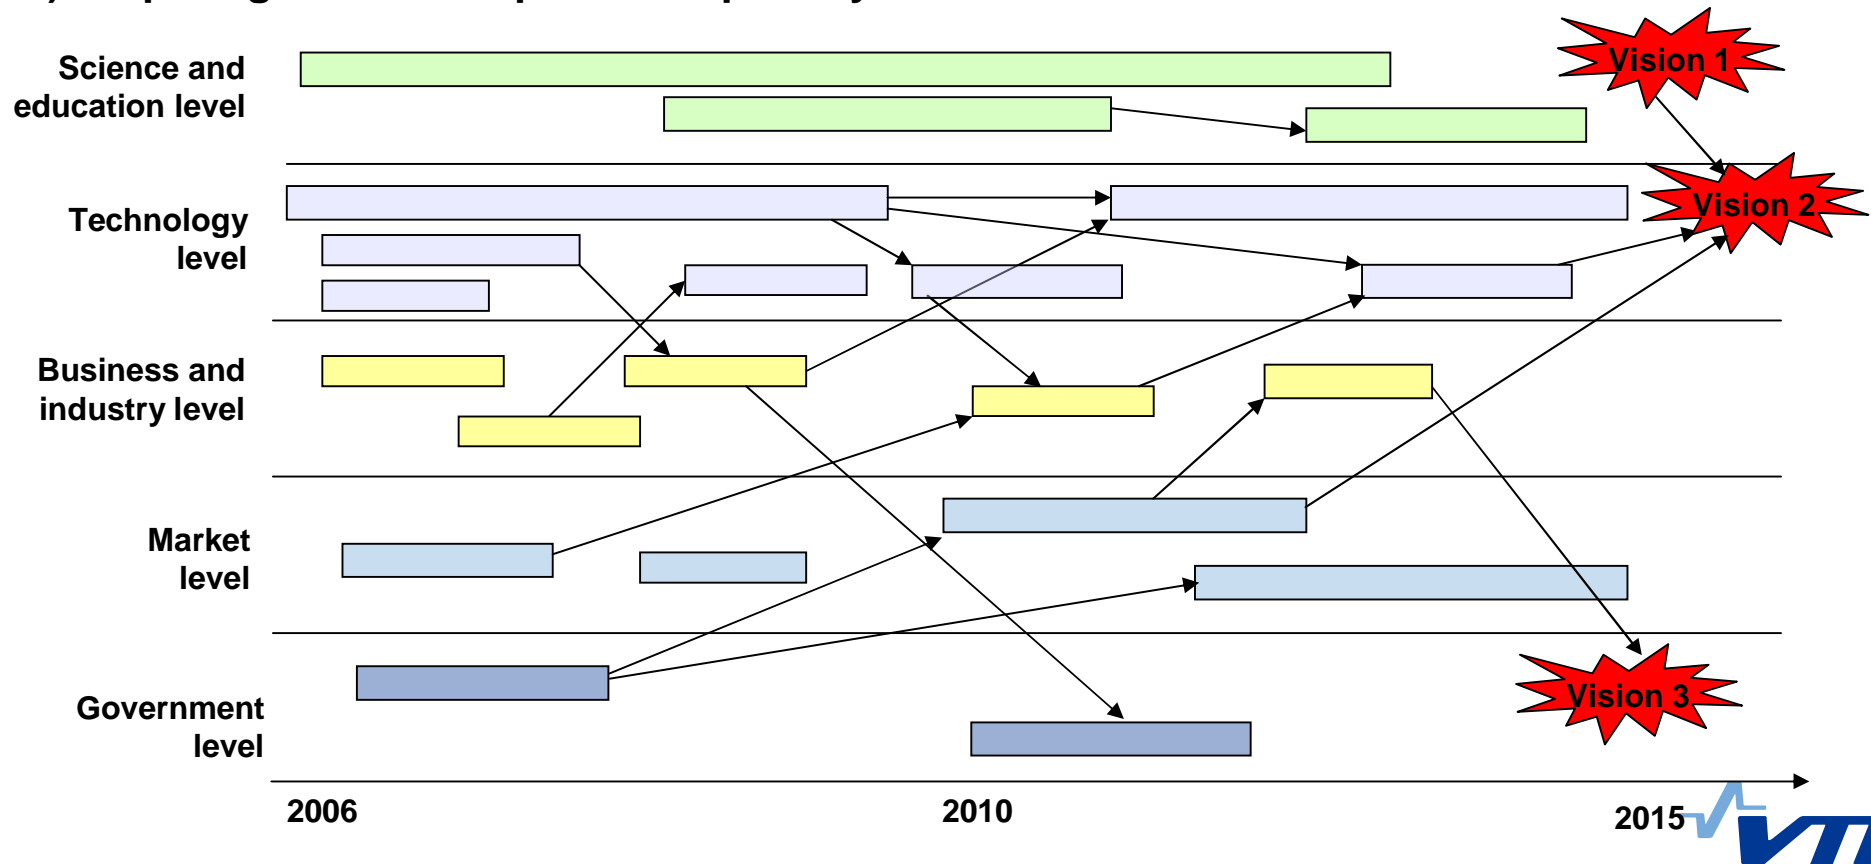 Science and
education level
Vision 1
Technology
level
Vision 2
Business and
industry level
Market
level
Government
level
Vision 3
2006
2010
2015